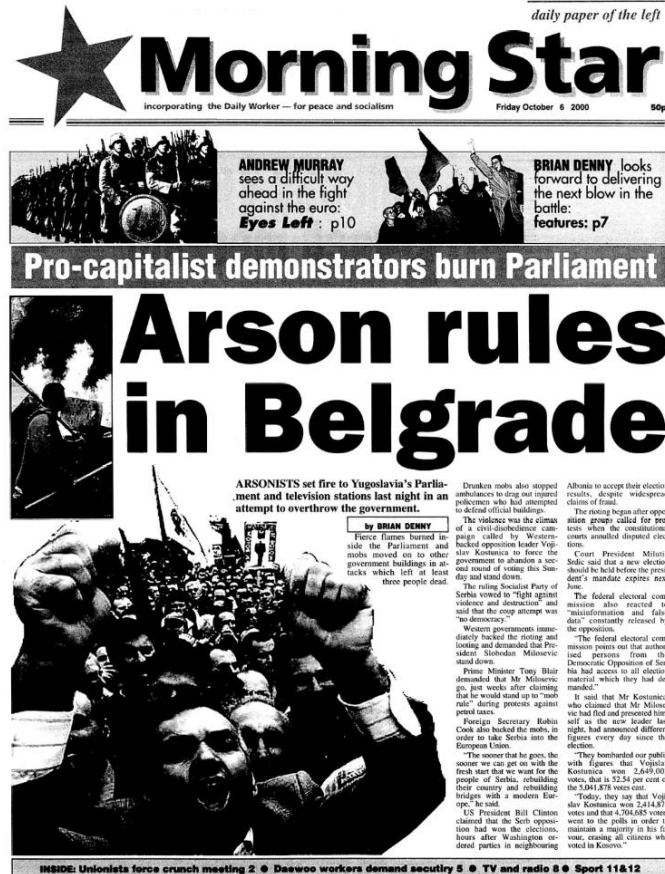 daily paper of the left
Morning Star
incorporating the Daily Worker — for peace and socialism
Friday October 6 2000
50p
ANDREW MURRAY
sees a difficult way
ahead in the fight
against the euro:
Eyes Left : p10
BRIAN DENNY looks
forward to delivering
the next blow in the
battle:
features: p7
Pro-capitalist demonstrators burn Parliament
Arson rules
in Belgrade
ARSONISTS set fire to Yugoslavia's Parlia-
ment and television stations last night in an
attempt to overthrow the government.
by BRIAN DENNY
Fierce flames burned in-
side the Parliament and
mobs moved on to other
government buildings in at-
tacks which left at least
three people dead.
Drunken mobs also stopped
ambulances to drag out injured
policemen who had attempted
to defend official buildings.
The violence was the climax
of a civil-disobedience cam-
paign called by Western-
backed opposition leader Voji-
slav Kostunica to force the
government to abandon a sec-
ond round of voting this Sun-
day and stand down.
The ruling Socialist Party of
Serbia vowed to "fight against
violence and destruction" and
said that the coup attempt was
"no democracy."
Western governments imme-
diately backed the rioting and
looting and demanded that Pre-
sident Slobodan Milosevic
stand down.
Prime Minister Tony Blair
demanded that Mr Milosevic
go, just weeks after claiming
that he would stand up to "mob
rule" during protests against
petrol taxes.
Foreign Secretary Robin
Cook also backed the mobs, in
order to take Serbia into the
European Union.
"The sooner that he goes, the
sooner we can get on with the
fresh start that we want for the
people of Serbia, rebuilding
their country and rebuilding
bridges with a modern Eur-
ope," he said.
US President Bill Clinton
claimed that the Serb opposi-
tion had won the elections,
hours after Washington or-
dered parties in neighbouring
Albania to accept their election
results, despite widespread
claims of fraud.
The rioting began after oppo-
sition groups called for pro-
tests when the constitutional
courts annulled disputed elec-
tions.
Court President Milutin
Srdic said that a new election
should be held before the presi-
dent's mandate expires next
June.
The federal electoral com-
mission also reacted to
"misinformation and false
data" constantly released by
the opposition.
"The federal electoral com-
mission points out that author-
ised persons from the
Democratic Opposition of Ser-
bia had access to all election
material which they had de-
manded."
It said that Mr Kostunica,
who claimed that Mr Milose-
vic had fled and presented him-
self as the new leader last
night, had announced different
figures every day since the
election.
"They bombarded our public
with figures that Vojislav
Kostunica won 2,649,00
votes, that is 52.54 per cent of
the 5,041,878 votes cast.
"Today, they say that Voji-
slav Kostunica won 2,414,87
votes and that 4,704,685 voters
went to the polls in order to
maintain a majority in his fa-
vour, erasing all citizens who
voted in Kosovo."
INSIDE: Unionists force crunch meeting 2 ● Daewoo workers demand secutiry 5 ● TV and radio 8 ● Sport 11&12